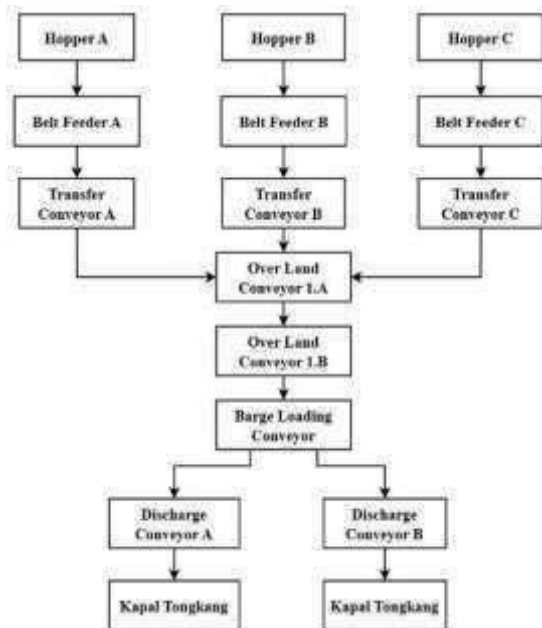 Hopper A
Hopper B
Hopper C
Belt Feeder A
Belt Feeder B
Belt Feeder C
Transfer
Conveyor A
Transfer
Conveyor B
Transfer
Conveyor C
Over Land
Conveyor 1.A
Over Land
Conveyor 1.B
Barge Loading
Conveyor
Discharge
Conveyor A
Discharge
Conveyor B
Kapal Tongkang
Kapal Tongkang